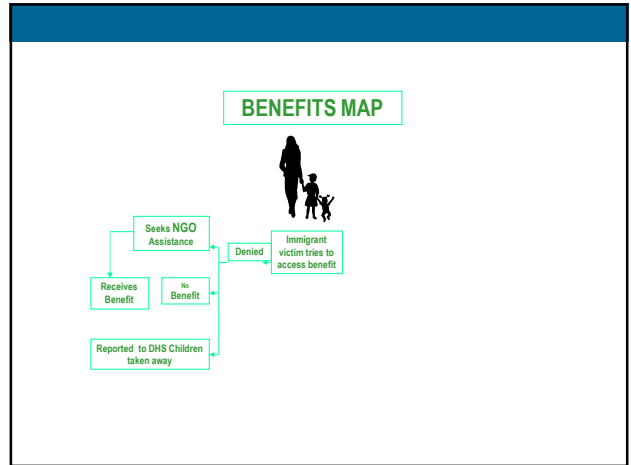 BENEFITS MAP
Seeks NGO
Assistance
Denied
Immigrant
victim tries to
access benefit
Receives
Benefit
No
Benefit
Reported to DHS Children
taken away